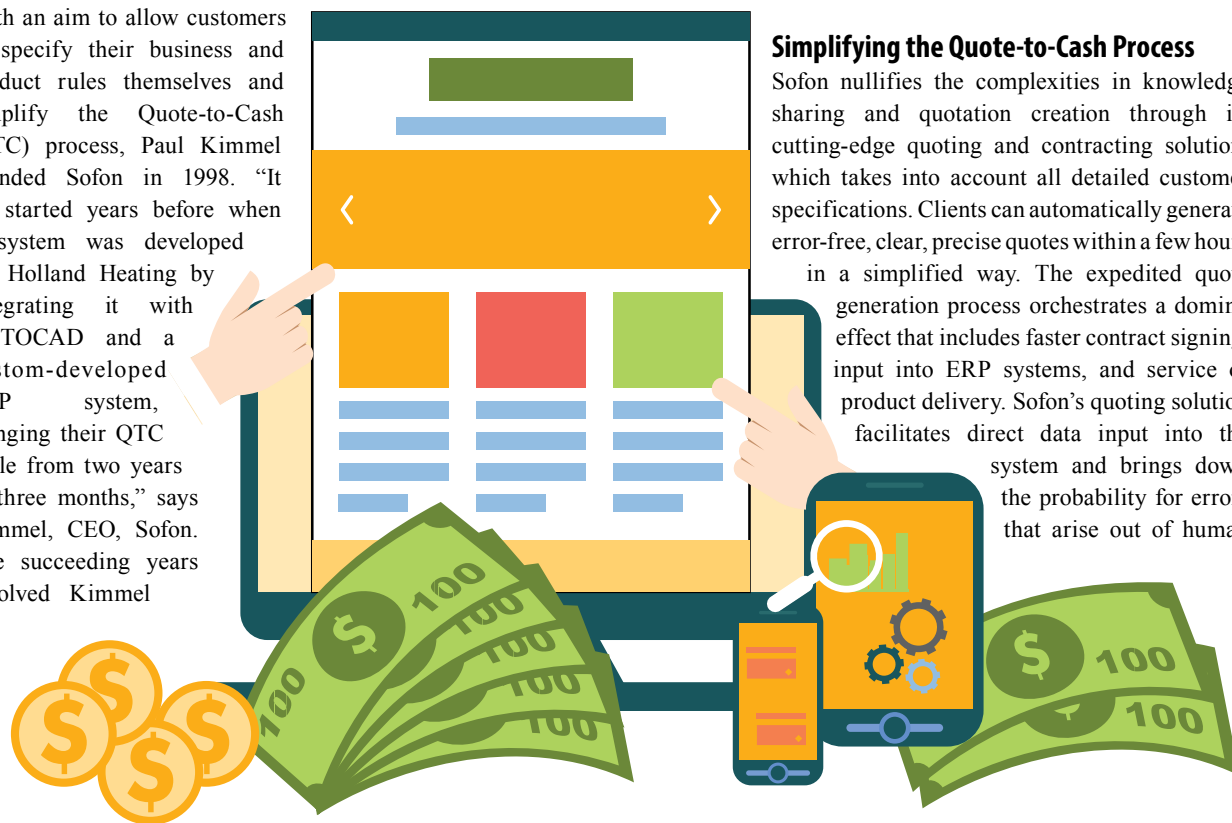 th an aim to allow customers
specify their business and
duct rules themselves and
plify the Quote-to-Cash
TC) process, Paul Kimmel
nded Sofon in 1998. “It
started years before when
system was developed
Holland Heating by
egrating it with
TOCAD and a
stom-developed
P system,
nging their QTC
le from two years
three months,” says
mmel, CEO, Sofon.
e succeeding years
olved Kimmel
Simplifying the Quote-to-Cash Process
Sofon nullifies the complexities in knowledg
sharing and quotation creation through i
cutting-edge quoting and contracting solution
which takes into account all detailed custome
specifications. Clients can automatically genera
error-free, clear, precise quotes within a few hour
in a simplified way. The expedited quo
generation process orchestrates a domin
effect that includes faster contract signing
input into ERP systems, and service o
product delivery. Sofon’s quoting solutio
facilitates direct data input into th
system and brings dow
the probability for erro
that arise out of huma
$
$
$
$
100
$
100
100
100
100
100
$
100
100